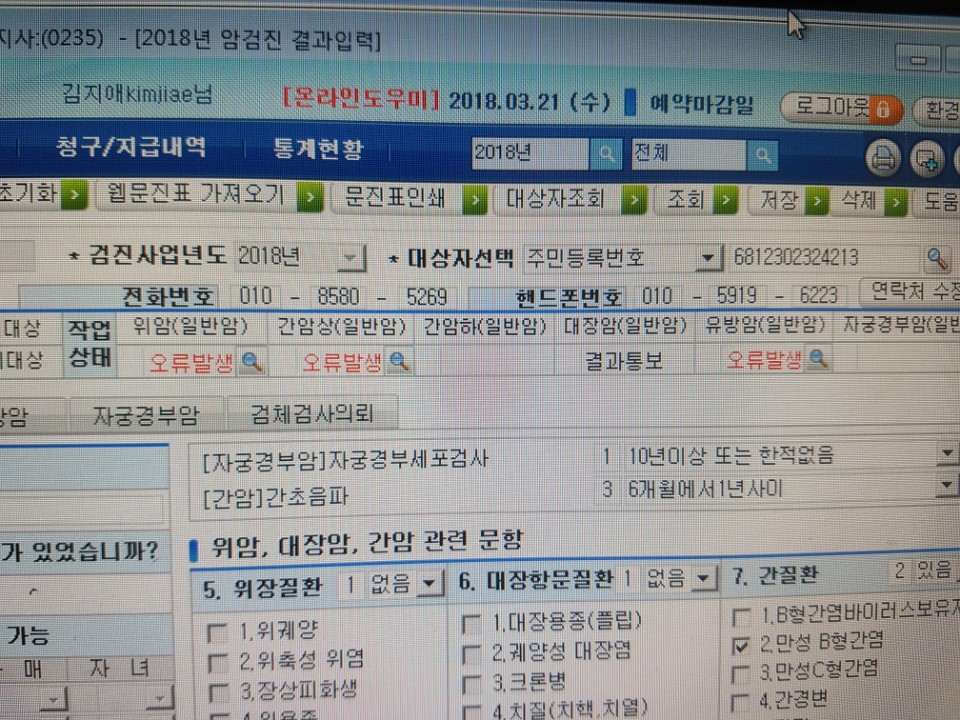 지사:(0235) - [2018년 암검진 결과입력]
김지애kimjiae님 [온라인도우미] 2018.03.21 (수) 예약마감일 로그아웃 환경
청구/지급내역 통계현황 2018년 전체
초기화 웹문진표 가져오기 문진표인쇄 대상자조회 조회 저장 삭제 도움
* 검진사업년도 2018년 * 대상자선택 주민등록번호 6812302324213
전화번호 010 - 8580 - 5269 핸드폰번호 010 - 5919 - 6223 연락처 수정
대상 작업 위암(일반암) 간암상(일반암) 간암하(일반암) 대장암(일반암) 유방암(일반암) 자궁경부암(일반
대상 상태 오류발생 오류발생 결과통보 오류발생
암 자궁경부암 검체검사의뢰
[자궁경부암]자궁경부세포검사 1 10년이상 또는 한적없음
[간암]간초음파 3 6개월에서1년사이
가 있었습니까? 위암, 대장암, 간암 관련 문항
5. 위장질환 1 없음 6. 대장항문질환 1 없음 7. 간질환 2 있음
가능 1.위궤양 1.대장용종(플립) 1.B형간염바이러스보유자
매 자 녀 2.위축성 위염 2.궤양성 대장염 2.만성 B형간염
3.장상피화생 3.크론병 3.만성C형간염
4.위용종 4.치질(치핵,치열) 4.간경변